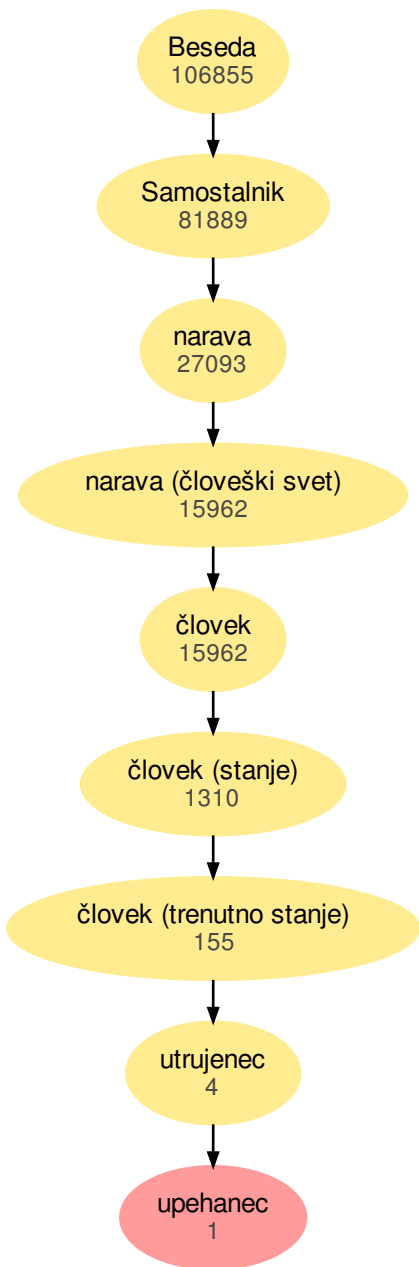 Beseda
106855
Samostalnik
81889
narava
27093
narava (človeški svet)
15962
človek
15962
človek (stanje)
1310
človek (trenutno stanje)
155
utrujenec
4
upehanec
1